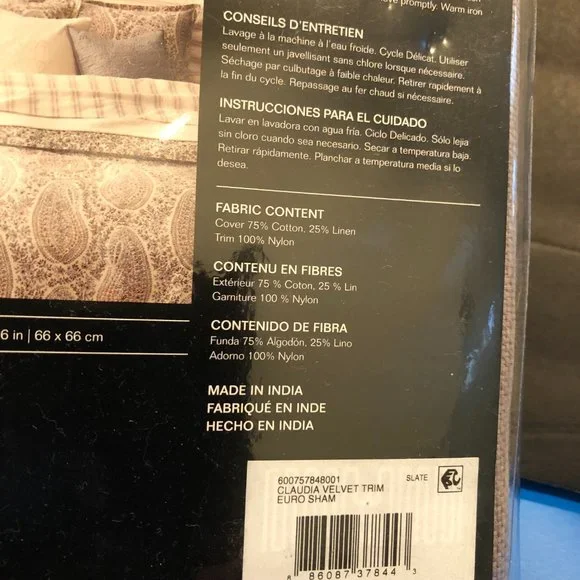 promptly. Warm iron
CONSEILS D'ENTRETIEN
Lavage à la machine à l'eau froide. Cycle Délicat. Utiliser
seulement un javellisant sans chlore lorsque nécessaire.
Séchage par culbutage à faible chaleur. Retirer rapidement à
la fin du cycle. Repassage au fer chaud si nécessaire.
INSTRUCCIONES PARA EL CUIDADO
Lavar en lavadora con agua fría. Ciclo Delicado. Sólo lejia
sin cloro cuando sea necesario. Secar a temperatura baja.
Retirar rápidamente. Planchar a temperatura media si lo
desea.
FABRIC CONTENT
Cover 75% Cotton, 25% Linen
Trim 100% Nylon
CONTENU EN FIBRES
Extérieur 75 % Coton, 25 % Lin
Garniture 100 % Nylon
6 in | 66 x 66 cm
CONTENIDO DE FIBRA
Funda 75% Algodón, 25% Lino
Adorno 100% Nylon
MADE IN INDIA
FABRIQUÉ EN INDE
HECHO EN INDIA
600757848001 SLATE
CLAUDIA VELVET TRIM
EURO SHAM
8 86087 37844 3